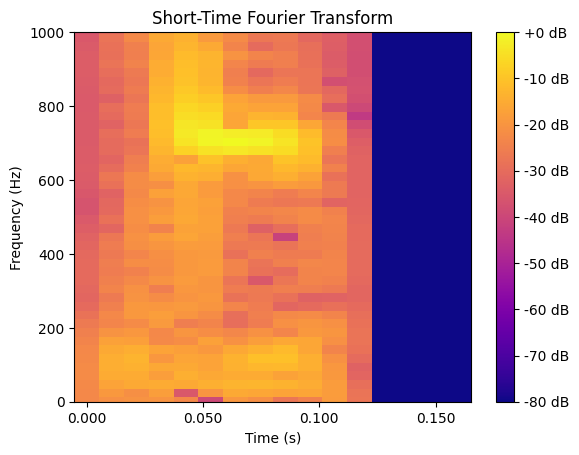 Short-Time Fourier Transform
1000
800
600
400
200
0
Frequency (Hz)
0.000
0.050
0.100
0.150
Time (s)
+0 dB
-10 dB
-20 dB
-30 dB
-40 dB
-50 dB
-60 dB
-70 dB
-80 dB